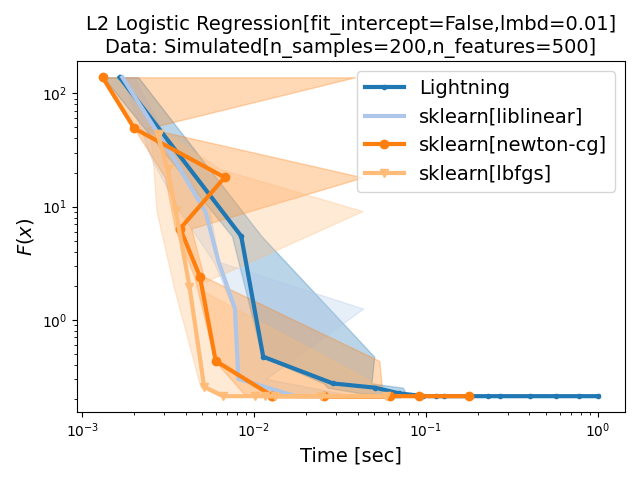 L2 Logistic Regression[fit_intercept=False,lmbd=0.01]
Data: Simulated[n_samples=200,n_features=500]
Lightning
sklearn[liblinear]
sklearn[newton-cg]
sklearn[lbfgs]
F(x)
10²
10¹
10⁰
10⁻³
10⁻²
10⁻¹
10⁰
Time [sec]